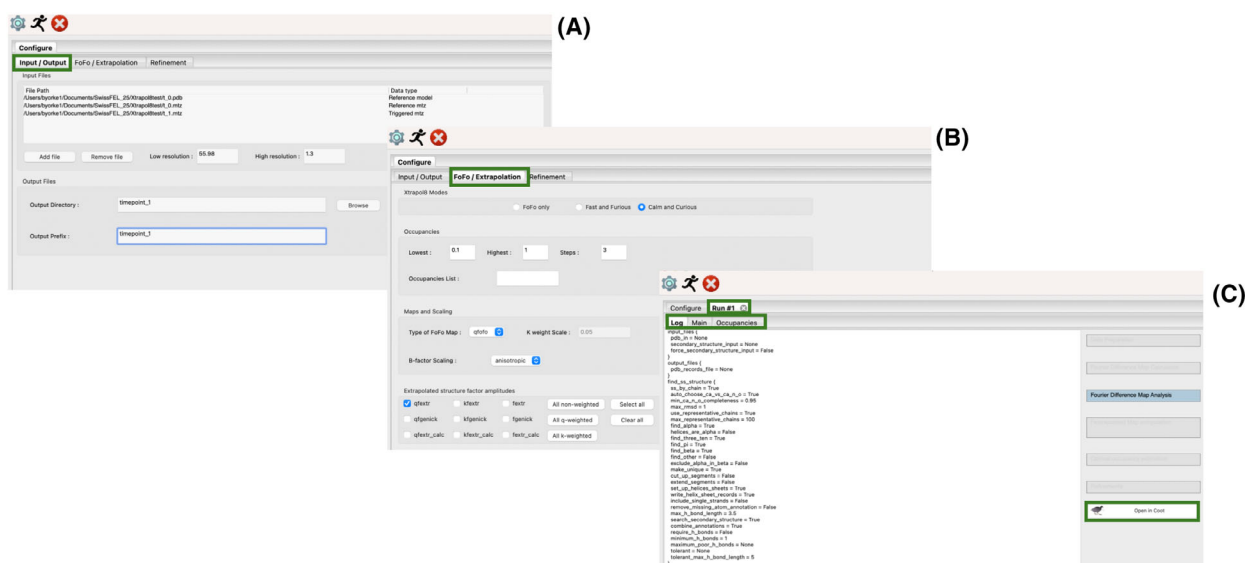 (A)
Configure
Input / Output FoFo / Extrapolation Refinement
Input Files
File Path Data type
/Users/byorke1/Documents/SwissFEL_25/Xtrapol8test/t_0.pdb Reference model
/Users/byorke1/Documents/SwissFEL_25/Xtrapol8test/t_0.mtz Reference mtz
/Users/byorke1/Documents/SwissFEL_25/Xtrapol8test/t_1.mtz Triggered mtz
Add file Remove file Low resolution : 55.98 High resolution : 1.3
Output Files
Output Directory : timepoint_1 Browse
Output Prefix : timepoint_1
(B)
Configure
Input / Output FoFo / Extrapolation Refinement
Xtrapol8 Modes
FoFo only Fast and Furious Calm and Curious
Occupancies
Lowest : 0.1 Highest : 1 Steps : 3
Occupancies List :
Maps and Scaling
Type of FoFo Map : qfofo K weight Scale : 0.05
B-factor Scaling : anisotropic
Extrapolated structure factor amplitudes
qfextr kfextr fextr All non-weighted Select all
qfgenick kfgenick fgenick All q-weighted Clear all
qfextr_calc kfextr_calc fextr_calc All k-weighted
(C)
Configure Run #1
Log Main Occupancies
input_files {
pdb_in = None
secondary_structure_input = None
force_secondary_structure_input = False
}
output_files {
pdb_records_file = None
}
find_ss_structure {
ss_by_chain = True
auto_choose_ca_vs_ca_n_o = True
min_ca_n_o_completeness = 0.95
max_rmsd = 1
use_representative_chains = True
max_representative_chains = 100
find_alpha = True
helices_are_alpha = False
find_three_ten = True
find_pi = True
find_beta = True
find_other = False
exclude_alpha_in_beta = False
make_unique = True
cut_up_segments = False
extend_segments = False
set_up_helices_sheets = True
write_helix_sheet_records = True
include_single_strands = False
remove_missing_atom_annotation = False
max_h_bond_length = 3.5
search_secondary_structure = True
combine_annotations = True
require_h_bonds = False
minimum_h_bonds = 1
maximum_poor_h_bonds = None
tolerant = None
tolerant_max_h_bond_length = 5
}
Fourier Difference Map Analysis
Open in Coot